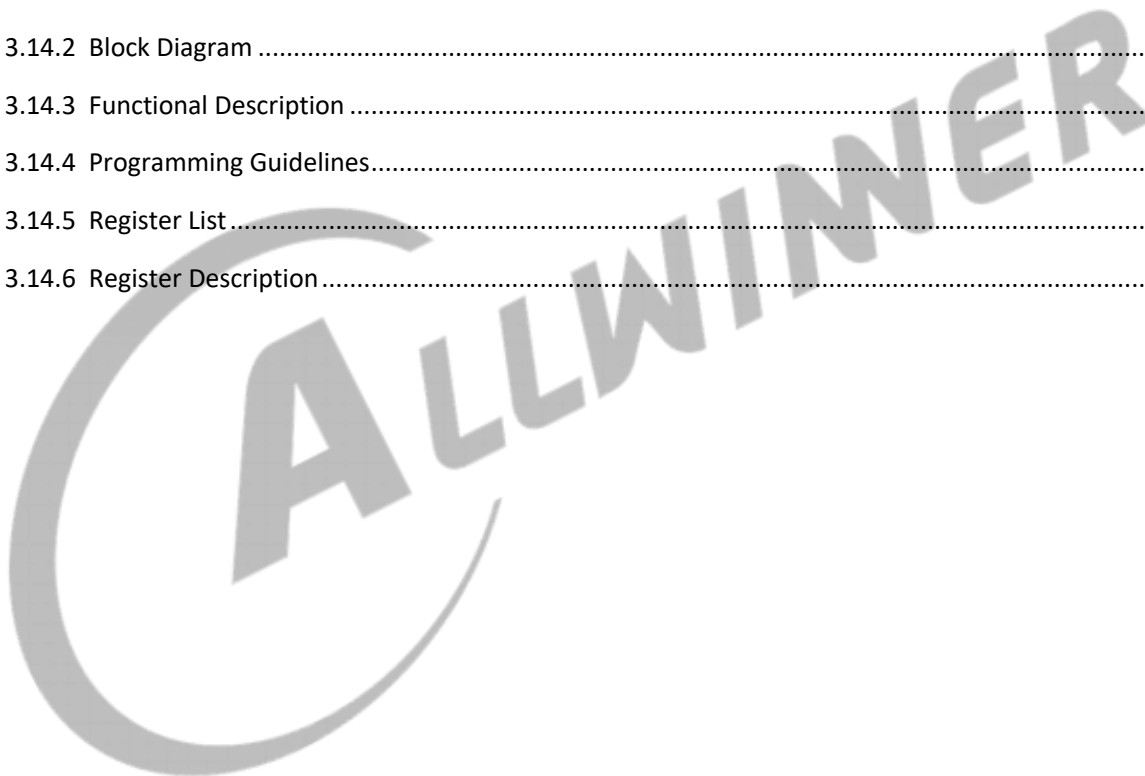 3.14.2 Block Diagram ........................................................................................................................
3.14.3 Functional Description ............................................................................................................
3.14.4 Programming Guidelines.........................................................................................................
3.14.5 Register List............................................................................................................................
3.14.6 Register Description................................................................................................................
ALLWINNER